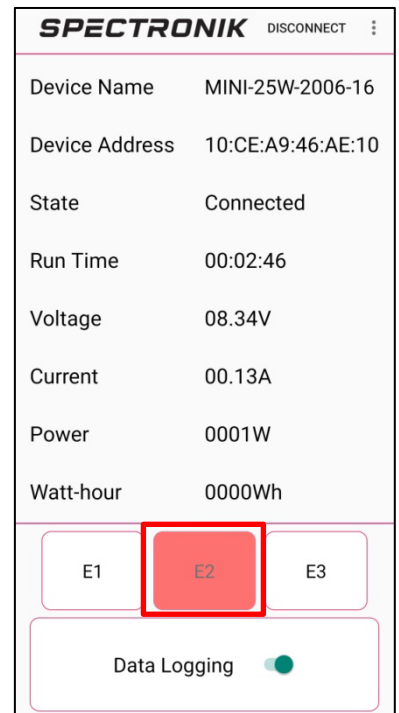 SPECTRONIK DISCONNECT
Device Name MINI-25W-2006-16
Device Address 10:CE:A9:46:AE:10
State Connected
Run Time 00:02:46
Voltage 08.34V
Current 00.13A
Power 0001W
Watt-hour 0000Wh
E1 E2 E3
Data Logging